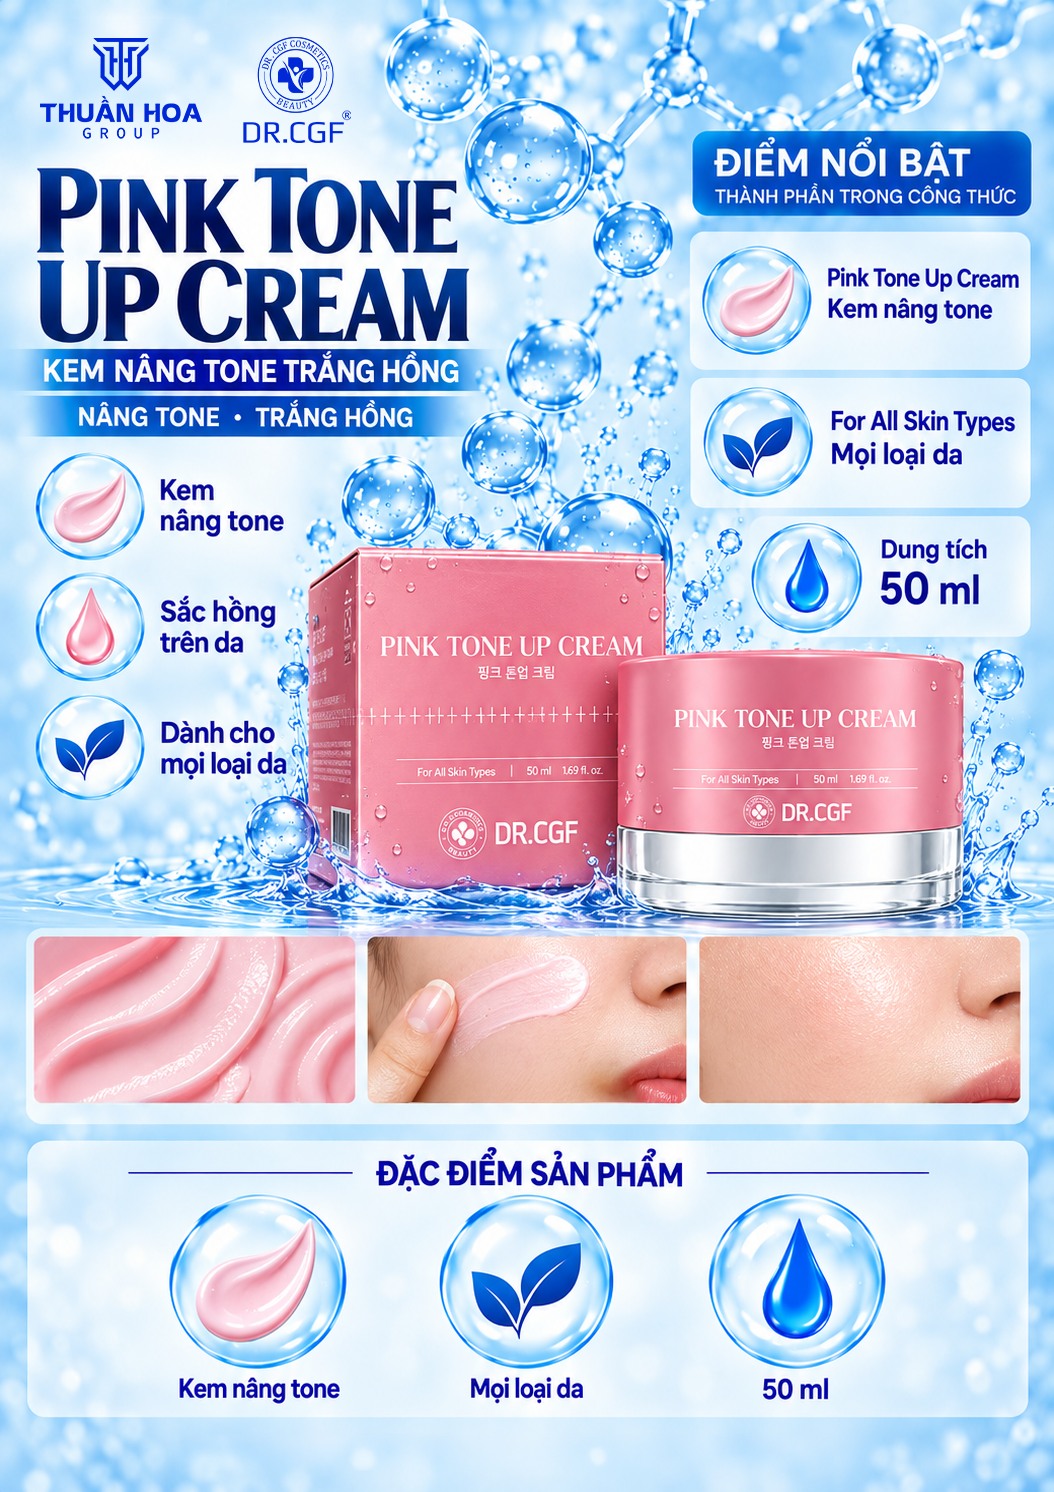 THUẦN HOA
GROUP
DR. CGF COSMETICS
BEAUTY
DR.CGF®
PINK TONE
UP CREAM
KEM NÂNG TONE TRẮNG HỒNG
NÂNG TONE • TRẮNG HỒNG
Kem
nâng tone
Sắc hồng
trên da
Dành cho
mọi loại da
ĐIỂM NỔI BẬT
THÀNH PHẦN TRONG CÔNG THỨC
Pink Tone Up Cream
Kem nâng tone
For All Skin Types
Mọi loại da
Dung tích
50 ml
PINK TONE UP CREAM
핑크 톤업 크림
For All Skin Types | 50 ml 1.69 fl. oz.
DR.CGF
PINK TONE UP CREAM
핑크 톤업 크림
For All Skin Types | 50 ml 1.69 fl. oz.
DR.CGF
ĐẶC ĐIỂM SẢN PHẨM
Kem nâng tone
Mọi loại da
50 ml